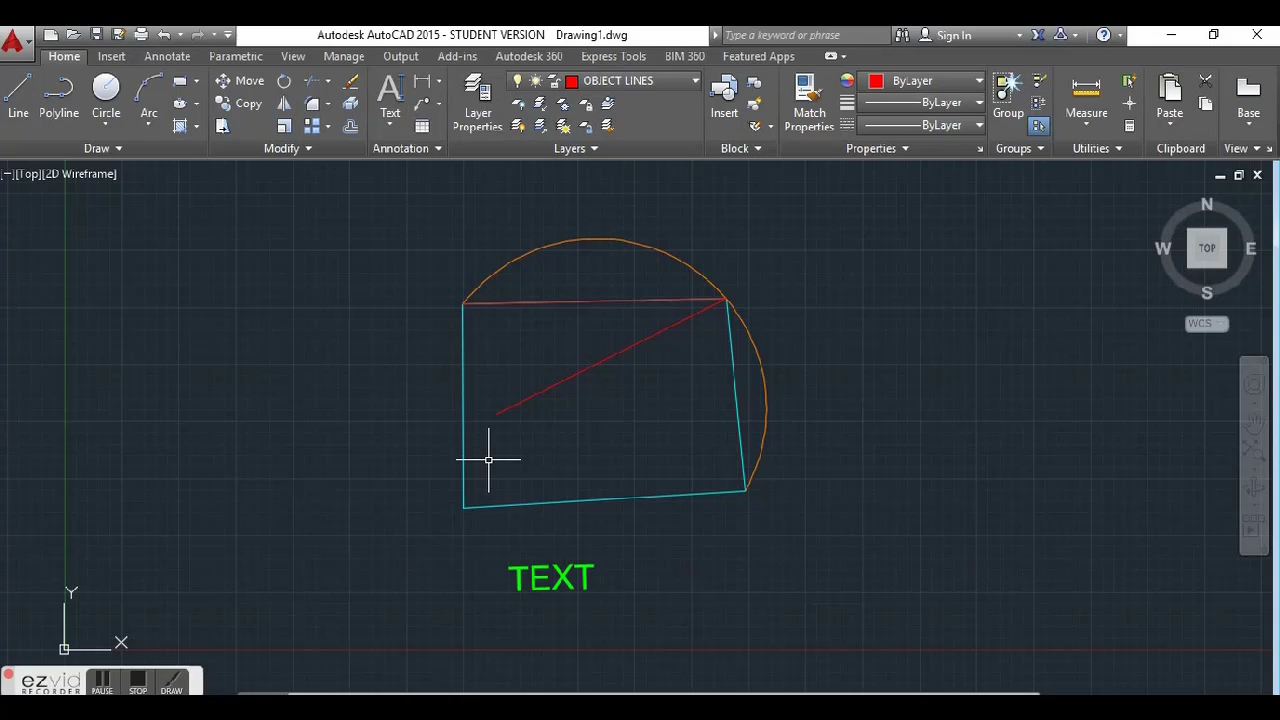 Autodesk AutoCAD 2015 - STUDENT VERSION Drawing1.dwg
Type a keyword or phrase
Sign In
Home Insert Annotate Parametric View Manage Output Add-ins Autodesk 360 Express Tools BIM 360 Featured Apps
Move
Copy
OBJECT LINES
ByLayer
ByLayer
ByLayer
Line Polyline Circle Arc
Text
Layer Properties
Insert
Match Properties
Group
Measure
Paste
Base
Draw Modify Annotation Layers Block Properties Groups Utilities Clipboard View
[–][Top][2D Wireframe]
N
W TOP E
S
WCS
TEXT
Y
X
ezvid
RECORDER
PAUSE STOP DRAW